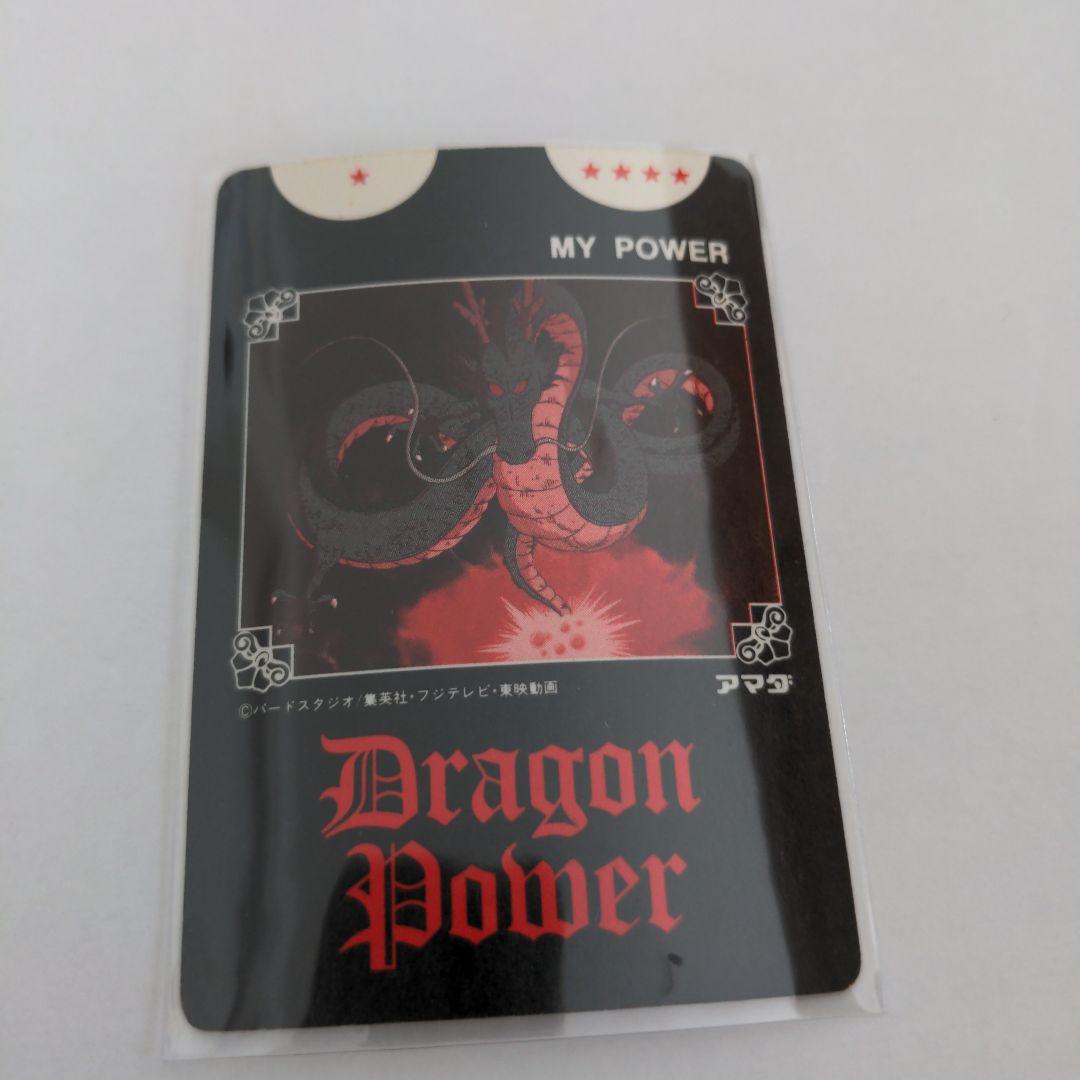 ★ ★★★★
MY POWER
©バードスタジオ/集英社・フジテレビ・東映動画
アマダ
Dragon
Power